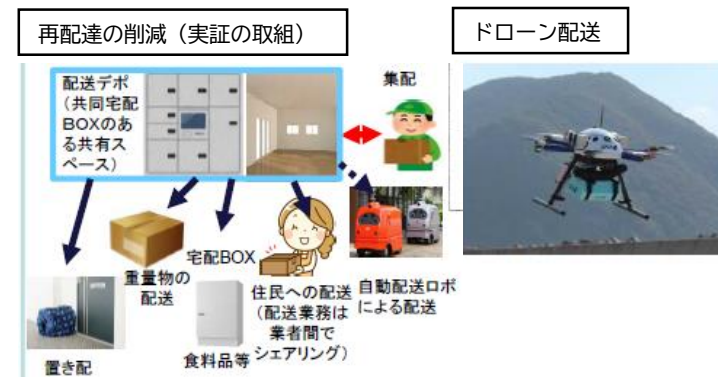 再配達の削減（実証の取組）
ドローン配送
配送デポ
（共同宅配
BOXのあ
る共有ス
ペース）
集配
重量物の
配送
宅配BOX
住民への配送
（配送業務は
業者間で
シェアリング）
自動配送ロボ
による配送
置き配
食料品等